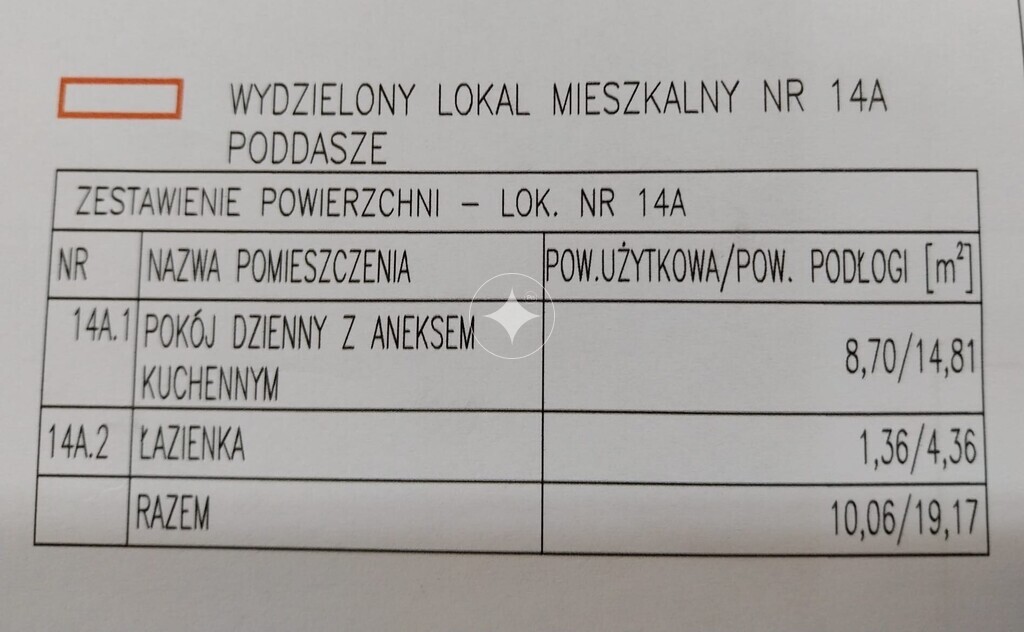 WYDZIELONY LOKAL MIESZKALNY NR 14A
PODDASZE
ZESTAWIENIE POWIERZCHNI – LOK. NR 14A
NR NAZWA POMIESZCZENIA POW.UŻYTKOWA/POW. PODŁOGI [m²]
14A.1 POKÓJ DZIENNY Z ANEKSEM
KUCHENNYM 8,70/14,81
14A.2 ŁAZIENKA 1,36/4,36
RAZEM 10,06/19,17